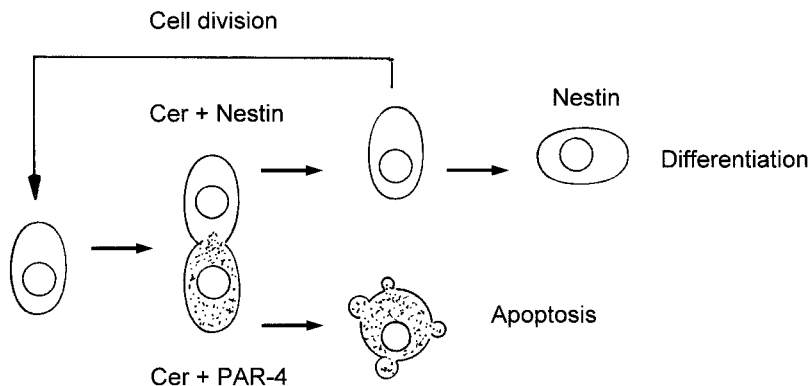 Cell division
Nestin
Cer + Nestin
Differentiation
Apoptosis
Cer + PAR-4